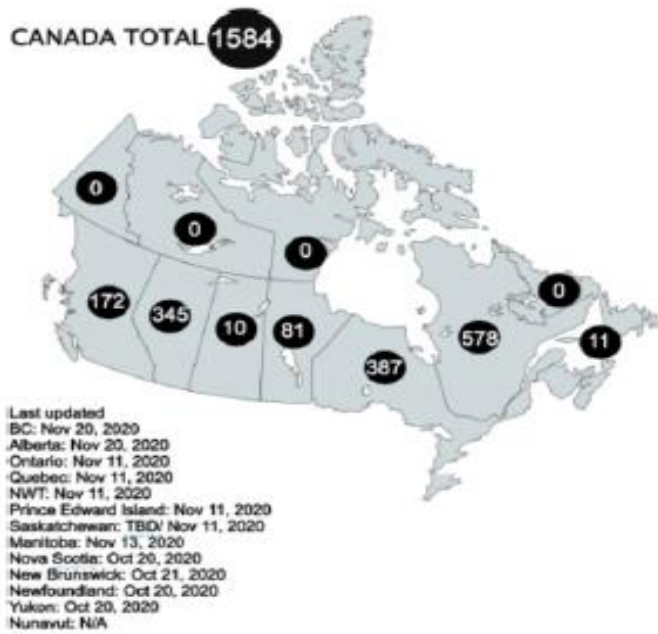 CANADA TOTAL 1584
0
0
0
0
172
345
10
81
578
11
387
Last updated
BC: Nov 20, 2020
Alberta: Nov 20, 2020
Ontario: Nov 11, 2020
Quebec: Nov 11, 2020
NWT: Nov 11, 2020
Prince Edward Island: Nov 11, 2020
Saskatchewan: TBD/ Nov 11, 2020
Manitoba: Nov 13, 2020
Nova Scotia: Oct 20, 2020
New Brunswick: Oct 21, 2020
Newfoundland: Oct 20, 2020
Yukon: Oct 20, 2020
Nunavut: N/A